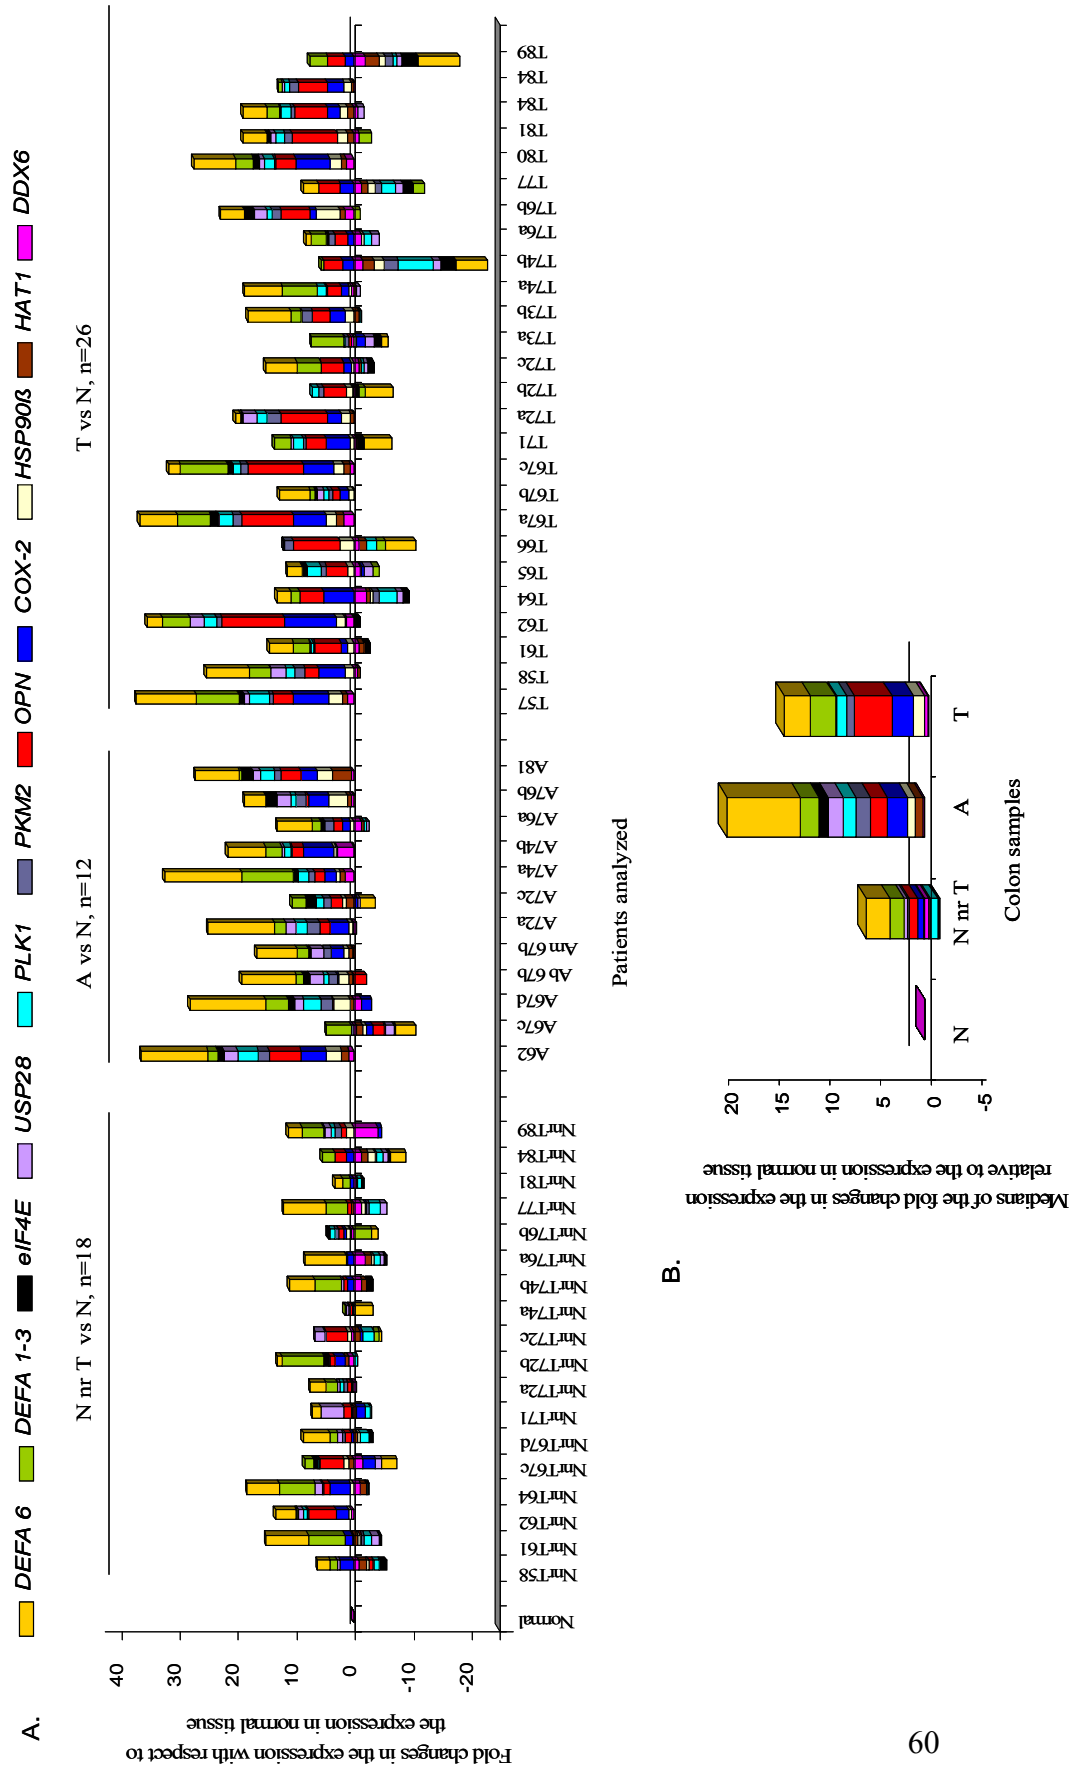 A.
DEFA 6 DEFA 1-3 eIF4E USP28 PLK1 PKM2 OPN COX-2 HSP90ß HAT1 DDX6
N nr T vs N, n=18 A vs N, n=12 T vs N, n=26
Fold changes in the expression with respect to
the expression in normal tissue
40
30
20
10
0
-10
-20
Normal
NnrT58
NnrT61
NnrT62
NnrT64
NnrT67c
NnrT67d
NnrT71
NnrT72a
NnrT72b
NnrT72c
NnrT74a
NnrT74b
NnrT76a
NnrT76b
NnrT77
NnrT81
NnrT84
NnrT89
A62
A67c
A67d
Ab 67b
Am 67b
A72a
A72c
A74a
A74b
A76a
A76b
A81
T57
T58
T61
T62
T64
T65
T66
T67a
T67b
T67c
T71
T72a
T72b
T72c
T73a
T73b
T74a
T74b
T76a
T76b
T77
T80
T81
T84
T84
T89
Patients analyzed
B.
Medians of the fold changes in the expression
relative to the expression in normal tissue
20
15
10
5
0
-5
N N nr T A T
Colon samples
60